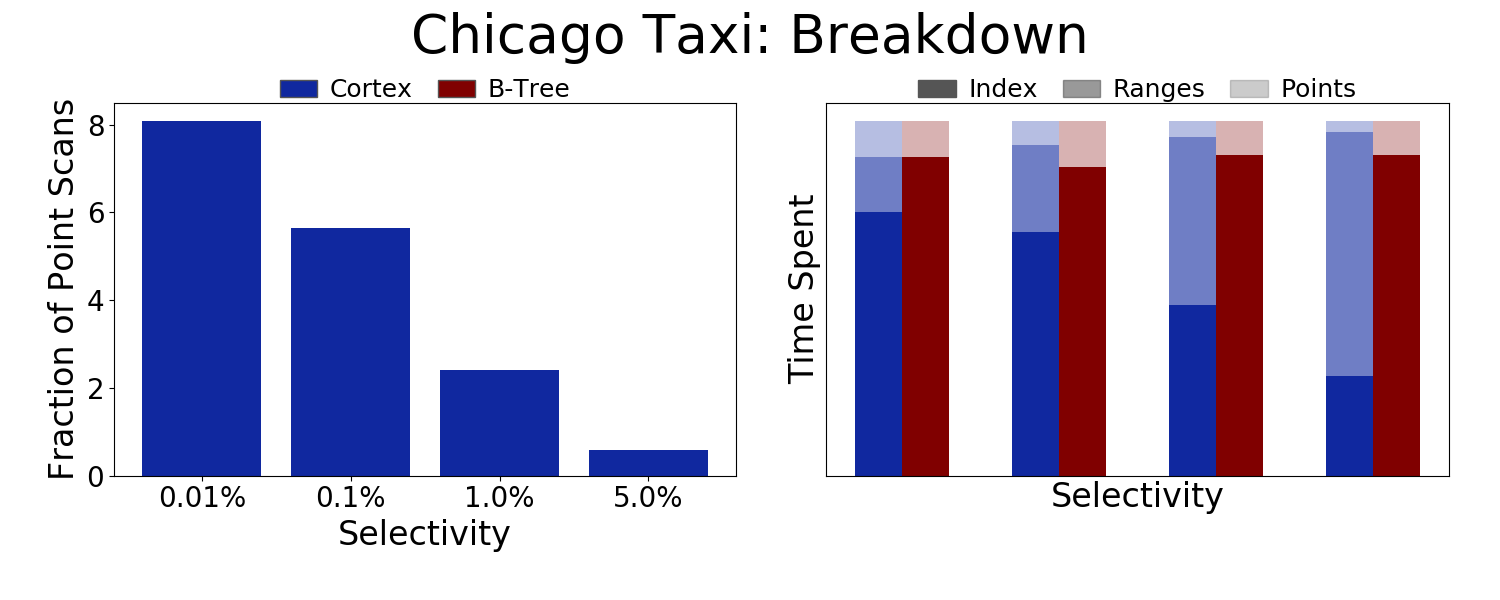 Chicago Taxi: Breakdown
Cortex B-Tree
Fraction of Point Scans
8
6
4
2
0
0.01% 0.1% 1.0% 5.0%
Selectivity
Index Ranges Points
Time Spent
Selectivity